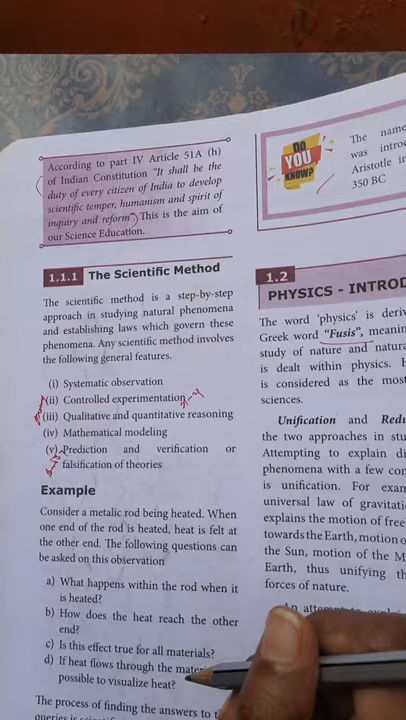 According to part IV Article 51A (h)
of Indian Constitution "It shall be the
duty of every citizen of India to develop
scientific temper, humanism and spirit of
inquiry and reform". This is the aim of
our Science Education.
1.1.1 The Scientific Method
The scientific method is a step-by-step
approach in studying natural phenomena
and establishing laws which govern these
phenomena. Any scientific method involves
the following general features.
(i) Systematic observation
(ii) Controlled experimentation
(iii) Qualitative and quantitative reasoning
(iv) Mathematical modeling
(v) Prediction and verification or
falsification of theories
Example
Consider a metalic rod being heated. When
one end of the rod is heated, heat is felt at
the other end. The following questions can
be asked on this observation
a) What happens within the rod when it
is heated?
b) How does the heat reach the other
end?
c) Is this effect true for all materials?
d) If heat flows through the
possible to visualize heat?
The process of finding the answers to
DO
YOU
KNOW?
The name
was
Aristotle
350 BC
1.2
PHYSICS -
The word 'physics' is
Greek word "Fusis",
study of nature and
is dealt within physics.
is considered as the most
sciences.
Unification and
the two approaches in
Attempting to explain
phenomena with a few
is unification. For
universal law of
explains the motion of
towards the Earth, motion
the Sun, motion of the
Earth, thus unifying
forces of nature.
An